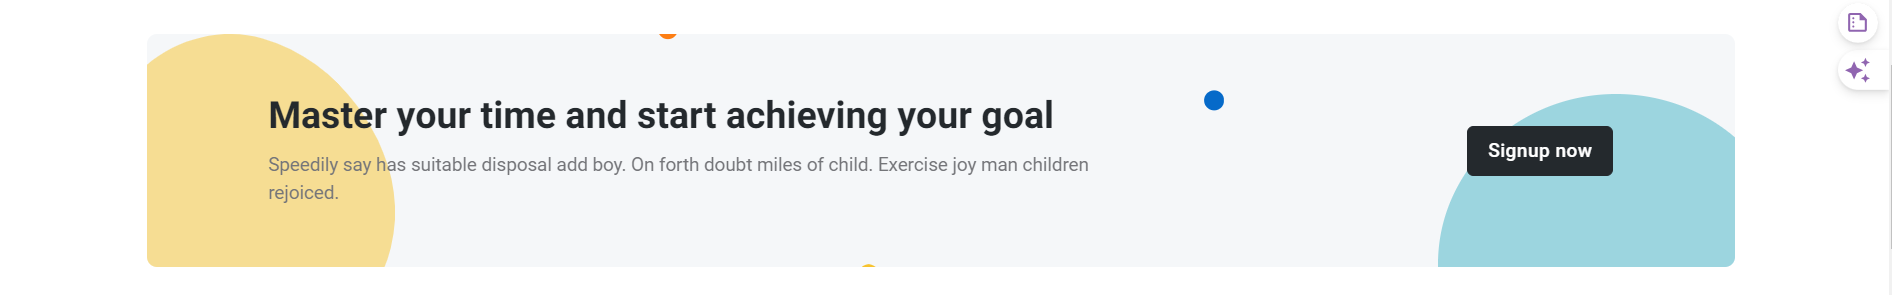 Master your time and start achieving your goal
Speedily say has suitable disposal add boy. On forth doubt miles of child. Exercise joy man children
rejoiced.
Signup now